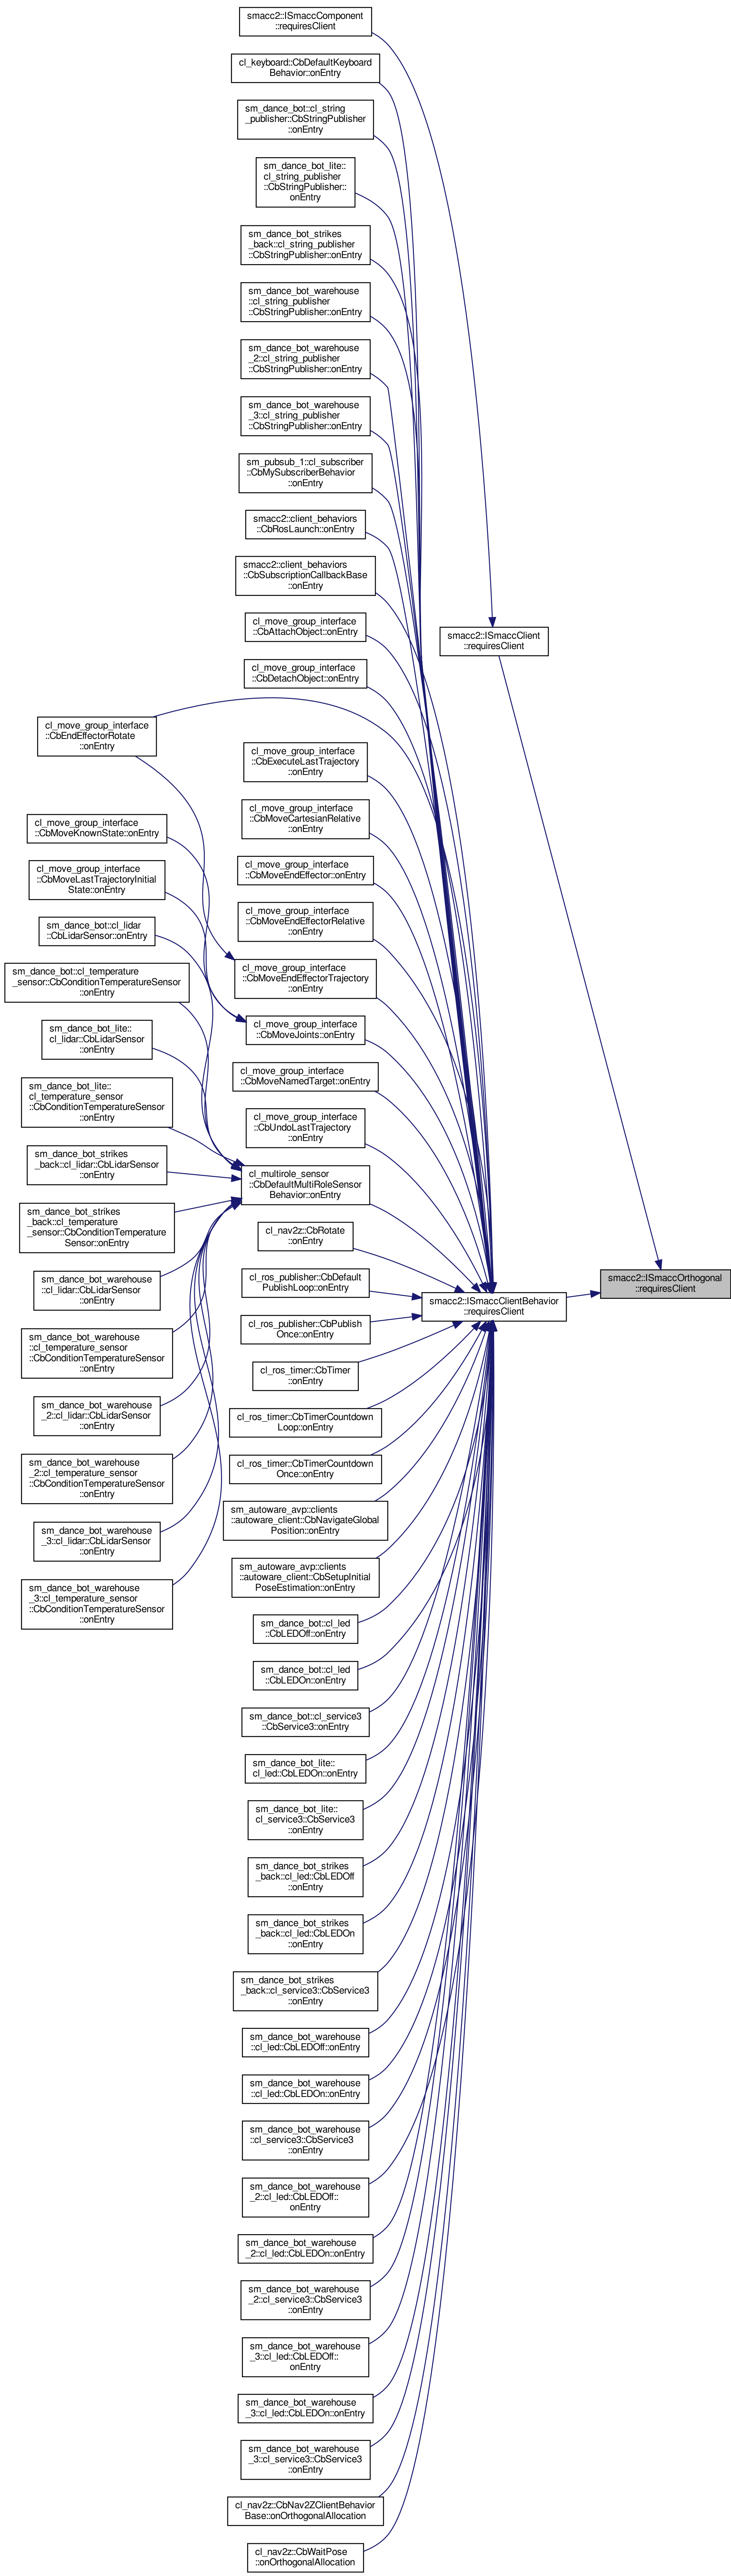 smacc2::ISmaccComponent
::requiresClient
cl_keyboard::CbDefaultKeyboard
Behavior::onEntry
sm_dance_bot::cl_string
_publisher::CbStringPublisher
::onEntry
sm_dance_bot_lite::
cl_string_publisher
::CbStringPublisher::
onEntry
sm_dance_bot_strikes
_back::cl_string_publisher
::CbStringPublisher::onEntry
sm_dance_bot_warehouse
::cl_string_publisher
::CbStringPublisher::onEntry
sm_dance_bot_warehouse
_2::cl_string_publisher
::CbStringPublisher::onEntry
sm_dance_bot_warehouse
_3::cl_string_publisher
::CbStringPublisher::onEntry
sm_pubsub_1::cl_subscriber
::CbMySubscriberBehavior
::onEntry
smacc2::client_behaviors
::CbRosLaunch::onEntry
smacc2::client_behaviors
::CbSubscriptionCallbackBase
::onEntry
cl_move_group_interface
::CbAttachObject::onEntry
smacc2::ISmaccClient
::requiresClient
cl_move_group_interface
::CbDetachObject::onEntry
cl_move_group_interface
::CbEndEffectorRotate
::onEntry
cl_move_group_interface
::CbExecuteLastTrajectory
::onEntry
cl_move_group_interface
::CbMoveCartesianRelative
::onEntry
cl_move_group_interface
::CbMoveKnownState::onEntry
cl_move_group_interface
::CbMoveEndEffector::onEntry
cl_move_group_interface
::CbMoveLastTrajectoryInitial
State::onEntry
cl_move_group_interface
::CbMoveEndEffectorRelative
::onEntry
sm_dance_bot::cl_lidar
::CbLidarSensor::onEntry
cl_move_group_interface
::CbMoveEndEffectorTrajectory
::onEntry
sm_dance_bot::cl_temperature
_sensor::CbConditionTemperatureSensor
::onEntry
cl_move_group_interface
::CbMoveJoints::onEntry
sm_dance_bot_lite::
cl_lidar::CbLidarSensor
::onEntry
cl_move_group_interface
::CbMoveNamedTarget::onEntry
sm_dance_bot_lite::
cl_temperature_sensor
::CbConditionTemperatureSensor
::onEntry
cl_move_group_interface
::CbUndoLastTrajectory
::onEntry
sm_dance_bot_strikes
_back::cl_lidar::CbLidarSensor
::onEntry
cl_multirole_sensor
::CbDefaultMultiRoleSensor
Behavior::onEntry
sm_dance_bot_strikes
_back::cl_temperature
_sensor::CbConditionTemperature
Sensor::onEntry
cl_nav2z::CbRotate
::onEntry
sm_dance_bot_warehouse
::cl_lidar::CbLidarSensor
::onEntry
cl_ros_publisher::CbDefault
PublishLoop::onEntry
smacc2::ISmaccOrthogonal
::requiresClient
smacc2::ISmaccClientBehavior
::requiresClient
cl_ros_publisher::CbPublish
Once::onEntry
sm_dance_bot_warehouse
::cl_temperature_sensor
::CbConditionTemperatureSensor
::onEntry
cl_ros_timer::CbTimer
::onEntry
sm_dance_bot_warehouse
_2::cl_lidar::CbLidarSensor
::onEntry
cl_ros_timer::CbTimerCountdown
Loop::onEntry
sm_dance_bot_warehouse
_2::cl_temperature_sensor
::CbConditionTemperatureSensor
::onEntry
cl_ros_timer::CbTimerCountdown
Once::onEntry
sm_dance_bot_warehouse
_3::cl_lidar::CbLidarSensor
::onEntry
sm_autoware_avp::clients
::autoware_client::CbNavigateGlobal
Position::onEntry
sm_dance_bot_warehouse
_3::cl_temperature_sensor
::CbConditionTemperatureSensor
::onEntry
sm_autoware_avp::clients
::autoware_client::CbSetupInitial
PoseEstimation::onEntry
sm_dance_bot::cl_led
::CbLEDOff::onEntry
sm_dance_bot::cl_led
::CbLEDOn::onEntry
sm_dance_bot::cl_service3
::CbService3::onEntry
sm_dance_bot_lite::
cl_led::CbLEDOn::onEntry
sm_dance_bot_lite::
cl_service3::CbService3
::onEntry
sm_dance_bot_strikes
_back::cl_led::CbLEDOff
::onEntry
sm_dance_bot_strikes
_back::cl_led::CbLEDOn
::onEntry
sm_dance_bot_strikes
_back::cl_service3::CbService3
::onEntry
sm_dance_bot_warehouse
::cl_led::CbLEDOff::onEntry
sm_dance_bot_warehouse
::cl_led::CbLEDOn::onEntry
sm_dance_bot_warehouse
::cl_service3::CbService3
::onEntry
sm_dance_bot_warehouse
_2::cl_led::CbLEDOff::
onEntry
sm_dance_bot_warehouse
_2::cl_led::CbLEDOn::onEntry
sm_dance_bot_warehouse
_2::cl_service3::CbService3
::onEntry
sm_dance_bot_warehouse
_3::cl_led::CbLEDOff::
onEntry
sm_dance_bot_warehouse
_3::cl_led::CbLEDOn::onEntry
sm_dance_bot_warehouse
_3::cl_service3::CbService3
::onEntry
cl_nav2z::CbNav2ZClientBehavior
Base::onOrthogonalAllocation
cl_nav2z::CbWaitPose
::onOrthogonalAllocation